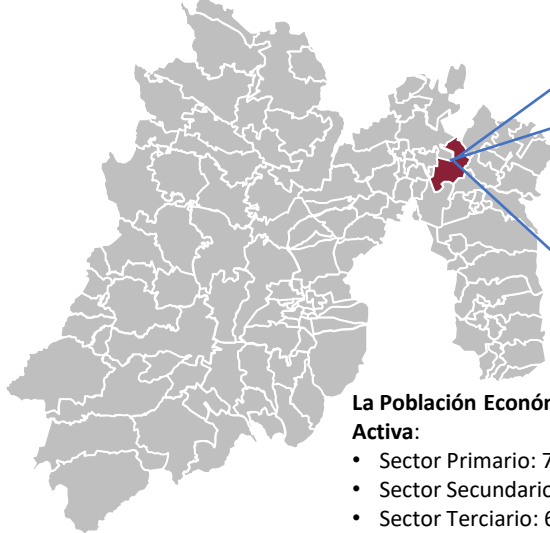 La Población Económ
Activa:
• Sector Primario: 7
• Sector Secundario
• Sector Terciario: 6